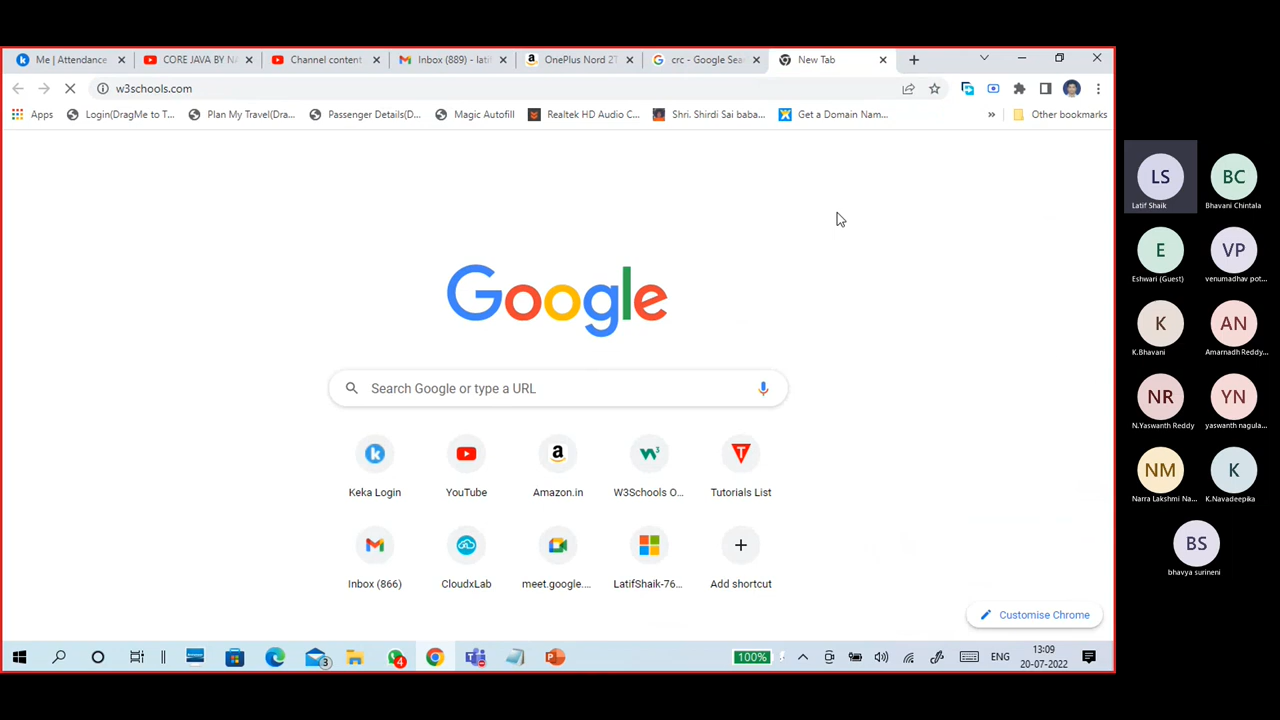 Me | Attendance
CORE JAVA BY NA
Channel content
Inbox (889) - latif
OnePlus Nord 2T
crc - Google Sea
New Tab
w3schools.com
Apps
Login(DragMe to T...
Plan My Travel(Dra...
Passenger Details(D...
Magic Autofill
Realtek HD Audio C...
Shri. Shirdi Sai baba...
Get a Domain Nam...
»
Other bookmarks
Google
Search Google or type a URL
Keka Login
YouTube
Amazon.in
W3Schools O...
Tutorials List
Inbox (866)
CloudxLab
meet.google....
LatifShaik-76...
Add shortcut
Customise Chrome
3
4
100%
ENG
13:09
20-07-2022
LS
Latif Shaik
BC
Bhavani Chintala
E
Eshwari (Guest)
VP
venumadhav pot...
K
K.Bhavani
AN
Amarnadh Reddy...
NR
N.Yaswanth Reddy
YN
yaswanth nagula...
NM
Narra Lakshmi Na...
K
K.Navadeepika
BS
bhavya surineni